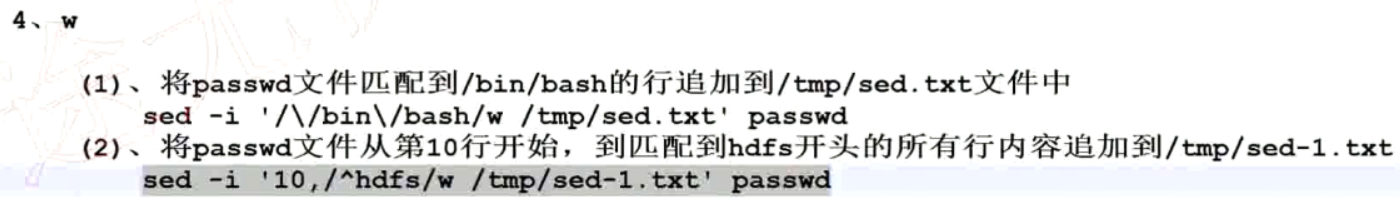 4、w
(1)、将passwd文件匹配到/bin/bash的行追加到/tmp/sed.txt文件中
sed -i '/\/bin\/bash/w /tmp/sed.txt' passwd
(2)、将passwd文件从第10行开始，到匹配到hdfs开头的所有行内容追加到/tmp/sed-1.txt
sed -i '10,/^hdfs/w /tmp/sed-1.txt' passwd